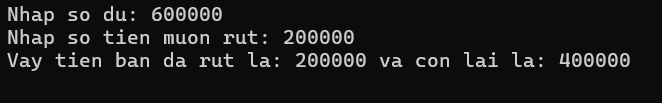 Nhap so du: 600000
Nhap so tien muon rut: 200000
Vay tien ban da rut la: 200000 va con lai la: 400000